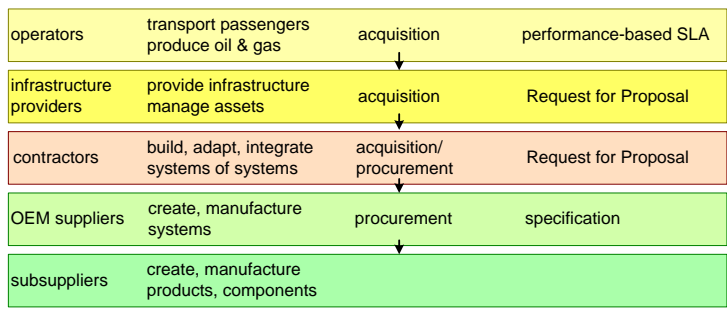 operators transport passengers produce oil & gas acquisition performance-based SLA
infrastructure providers provide infrastructure manage assets acquisition Request for Proposal
contractors build, adapt, integrate systems of systems acquisition/ procurement Request for Proposal
OEM suppliers create, manufacture systems procurement specification
subsuppliers create, manufacture products, components